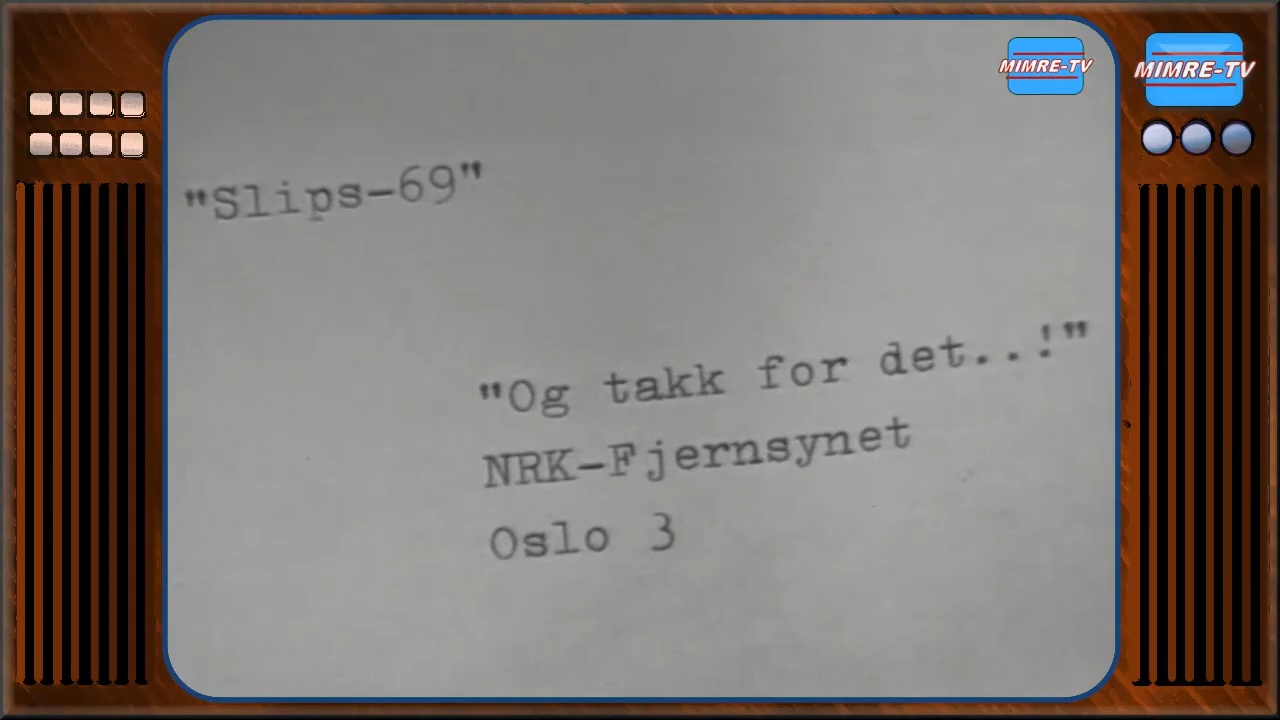 MIMRE-TV
MIMRE-TV
"Slips-69"
"Og takk for det..!"
NRK-Fjernsynet
Oslo 3